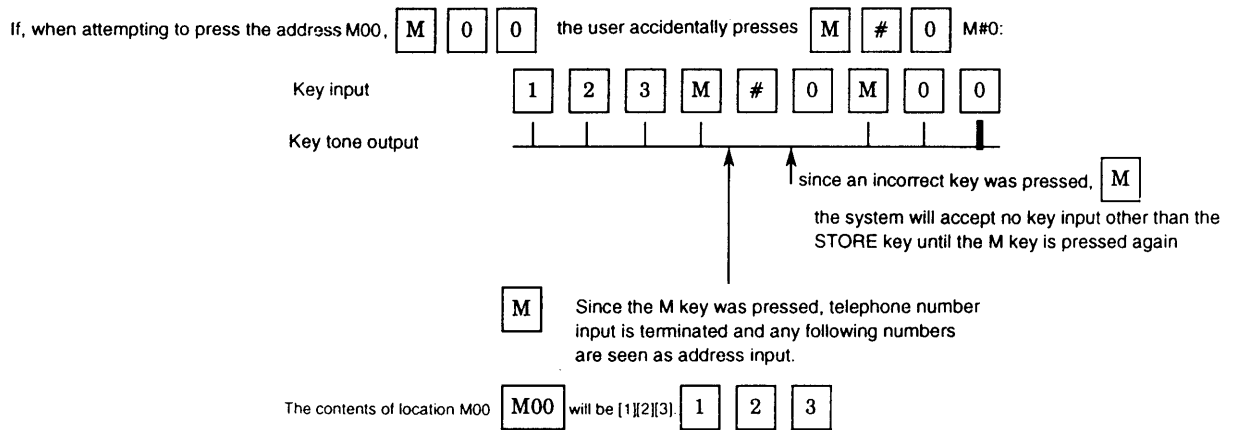 If, when attempting to press the address M00, M 0 0 the user accidentally presses M # 0 M#0:
Key input 1 2 3 M # 0 M 0 0
Key tone output
since an incorrect key was pressed, M
the system will accept no key input other than the
STORE key until the M key is pressed again
M Since the M key was pressed, telephone number
input is terminated and any following numbers
are seen as address input.
The contents of location M00 M00 will be [1][2][3]. 1 2 3